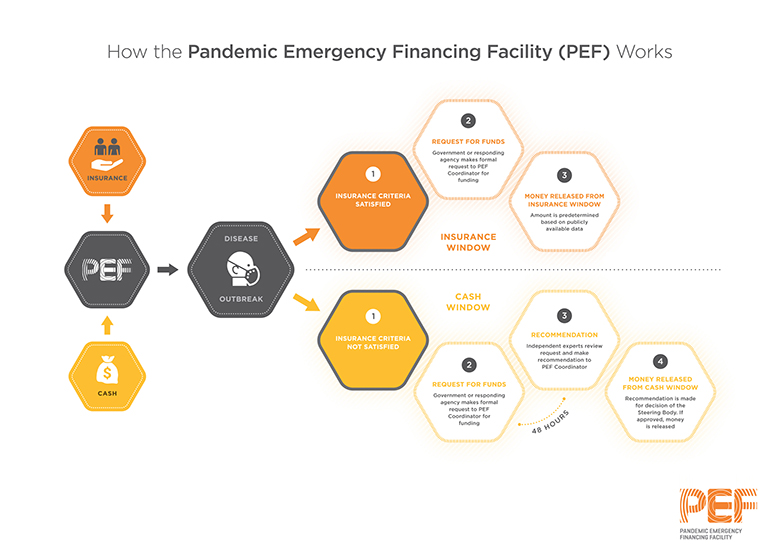 How the Pandemic Emergency Financing Facility (PEF) Works
INSURANCE
PEF
$
CASH
DISEASE
OUTBREAK
1
INSURANCE CRITERIA
SATISFIED
2
REQUEST FOR FUNDS
Government or responding
agency makes formal
request to PEF
Coordinator for
funding
3
MONEY RELEASED FROM
INSURANCE WINDOW
Amount is predetermined
based on publicly
available data
INSURANCE
WINDOW
CASH
WINDOW
1
INSURANCE CRITERIA
NOT SATISFIED
2
REQUEST FOR FUNDS
Government or responding
agency makes formal
request to PEF
Coordinator for
funding
3
RECOMMENDATION
Independent experts review
request and make
recommendation to
PEF Coordinator
48 HOURS
4
MONEY RELEASED
FROM CASH WINDOW
Recommendation is made
for decision of the
Steering Body. If
approved, money
is released
PEF
PANDEMIC EMERGENCY
FINANCING FACILITY